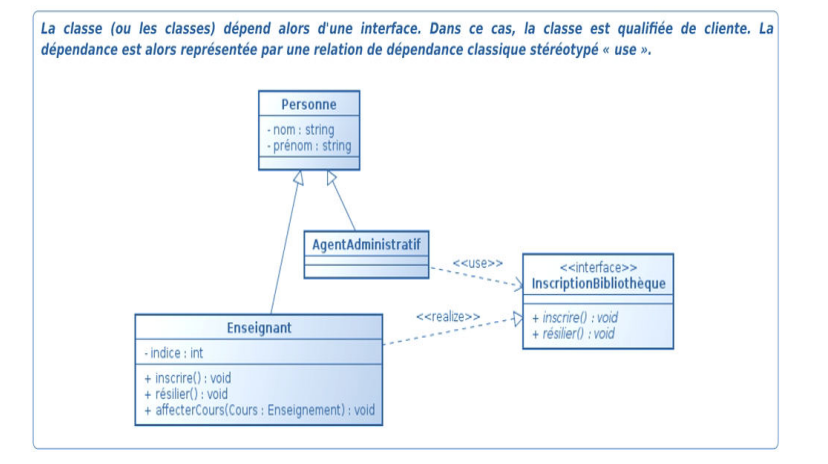 La classe (ou les classes) dépend alors d'une interface. Dans ce cas, la classe est qualifiée de cliente. La
dépendance est alors représentée par une relation de dépendance classique stéréotypé « use ».
Personne
- nom : string
- prénom : string
AgentAdministratif
<<use>>
<<interface>>
InscriptionBibliothèque
+ inscrire() : void
+ résilier() : void
<<realize>>
Enseignant
- indice : int
+ inscrire() : void
+ résilier() : void
+ affecterCours(Cours : Enseignement) : void